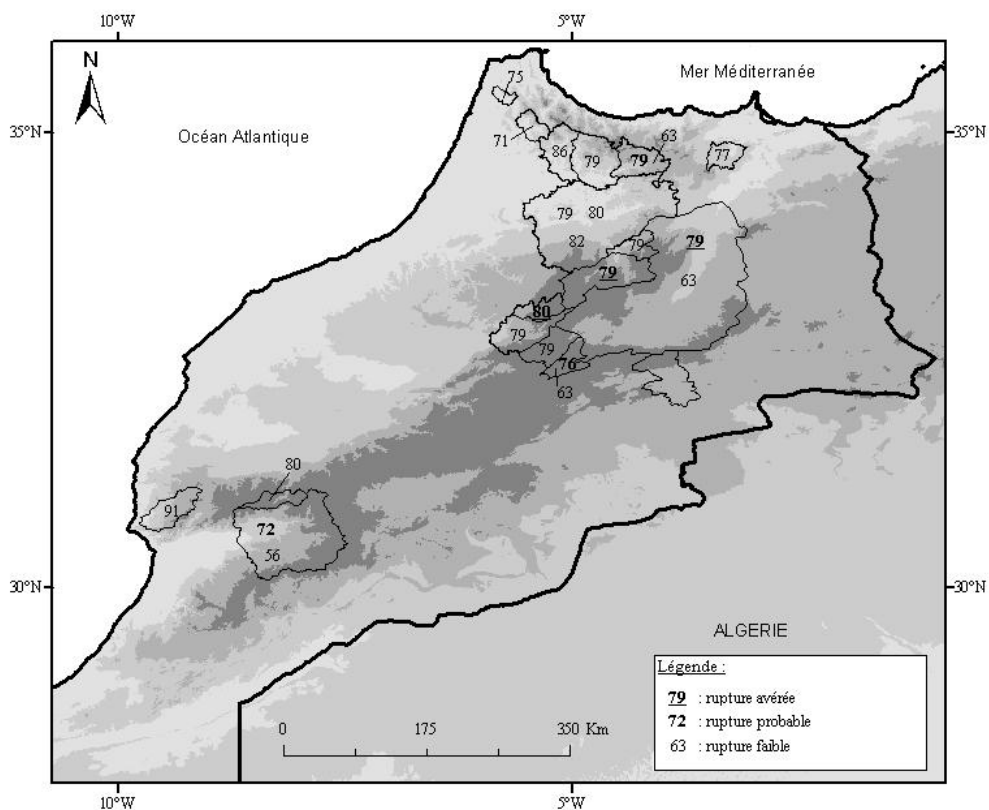 10°W 5°W
N
Mer Méditerranée
75
Océan Atlantique
35°N 35°N
71 86 79 79 63 77
79 80
82 79 79
79 63
80
79 79
76
63
80
91
72
56
30°N 30°N
ALGERIE
Légende :
79 : rupture avérée
72 : rupture probable
63 : rupture faible
0 175 350 Km
10°W 5°W